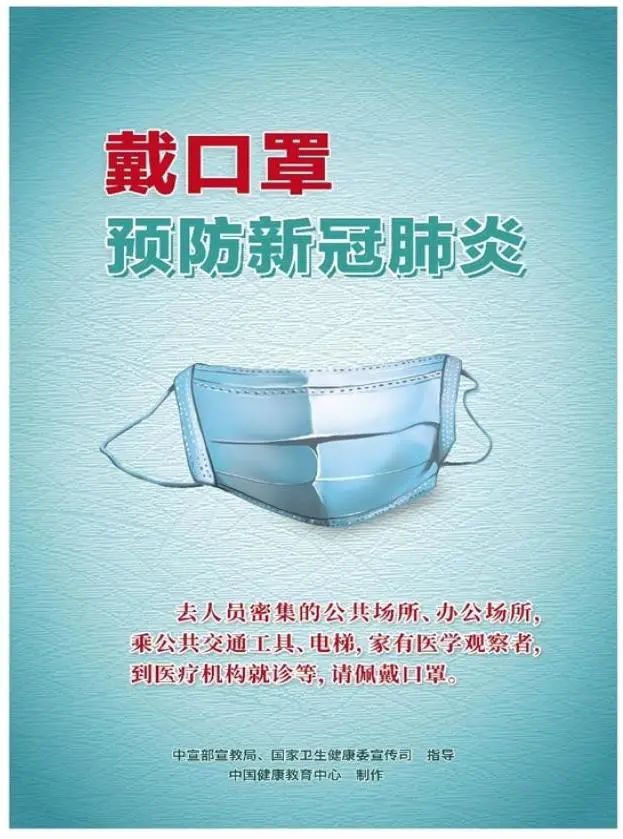 戴口罩
预防新冠肺炎
去人员密集的公共场所、办公场所,
乘公共交通工具、电梯, 家有医学观察者,
到医疗机构就诊等, 请佩戴口罩。
中宣部宣教局、国家卫生健康委宣传司 指导
中国健康教育中心 制作